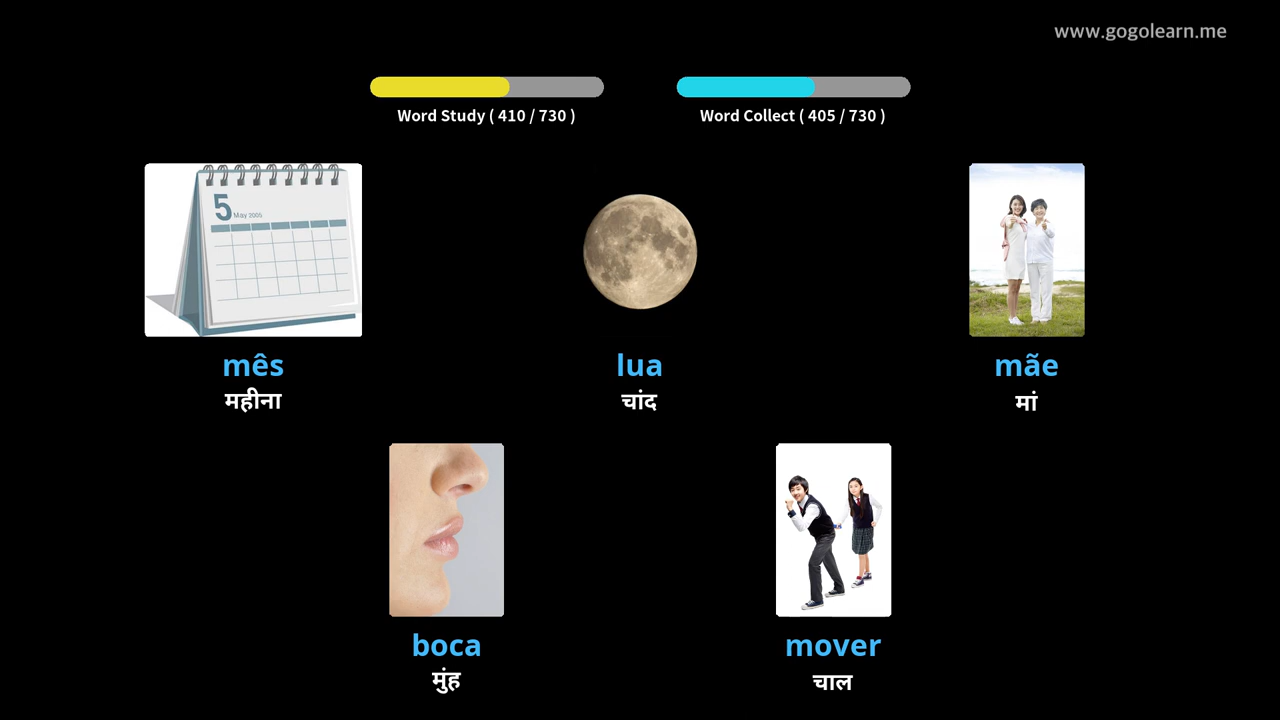 www.gogolearn.me
Word Study ( 410 / 730 )
Word Collect ( 405 / 730 )
5 May 2005
mês
महीना
lua
चांद
mãe
मां
boca
मुंह
mover
चाल